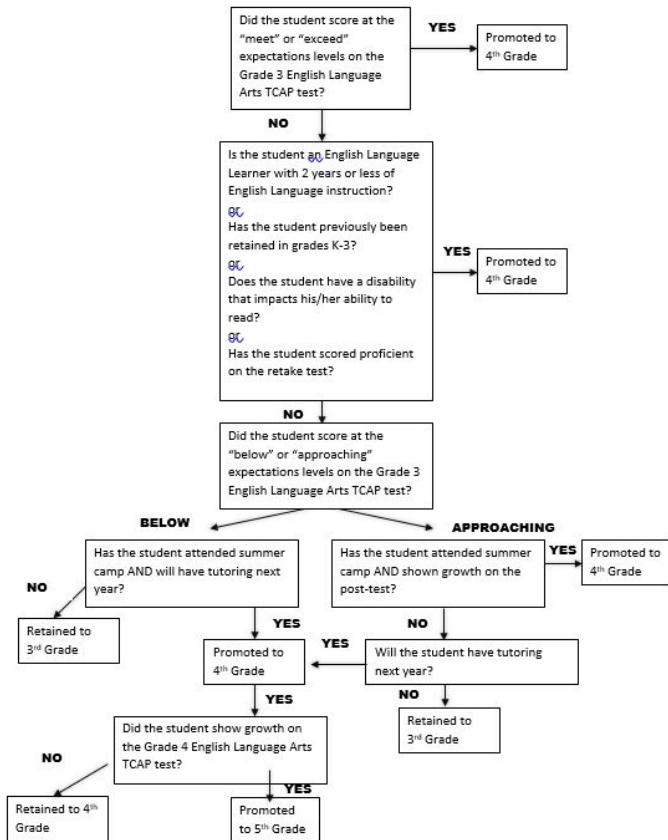 Did the student score at the
“meet” or “exceed”
expectations levels on the
Grade 3 English Language
Arts TCAP test?
YES
Promoted to
4th Grade
NO
Is the student an English Language
Learner with 2 years or less of
English Language instruction?
or
Has the student previously been
retained in grades K-3?
or
Does the student have a disability
that impacts his/her ability to
read?
or
Has the student scored proficient
on the retake test?
YES
Promoted to
4th Grade
NO
Did the student score at the
“below” or “approaching”
expectations levels on the Grade 3
English Language Arts TCAP test?
BELOW
APPROACHING
Has the student attended summer
camp AND will have tutoring next
year?
Has the student attended summer
camp AND shown growth on the
post-test?
YES
Promoted to
4th Grade
NO
Retained to
3rd Grade
YES
NO
Promoted to
4th Grade
YES
Will the student have tutoring
next year?
YES
NO
Retained to
3rd Grade
Did the student show growth on
the Grade 4 English Language Arts
TCAP test?
NO
YES
Retained to 4th
Grade
Promoted
to 5th Grade